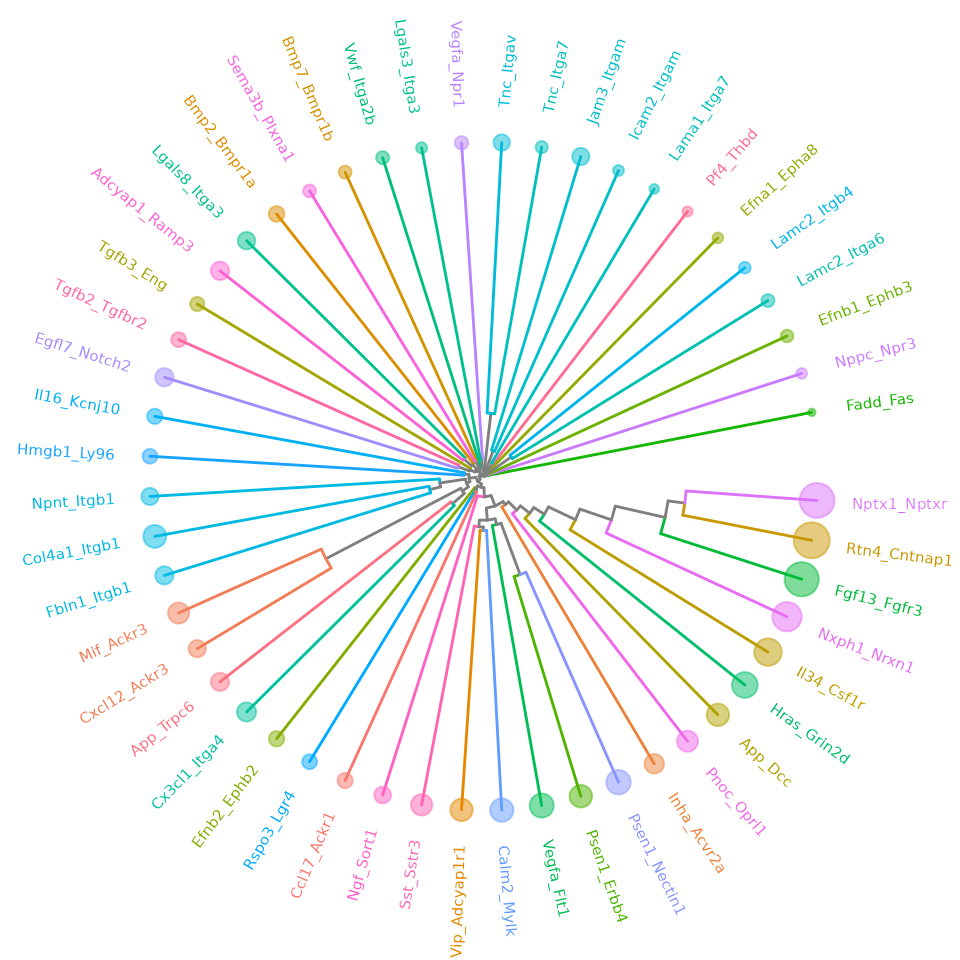 Vegfa_Npr1
Tnc_Itgav
Tnc_Itga7
Jam3_Itgam
Icam2_Itgam
Lama1_Itga7
Pf4_Thbd
Efna1_Epha8
Lamc2_Itgb4
Lamc2_Itga6
Efnb1_Ephb3
Nppc_Npr3
Fadd_Fas
Nptx1_Nptxr
Rtn4_Cntnap1
Fgf13_Fgfr3
Nxph1_Nrxn1
Il34_Csf1r
Hras_Grin2d
App_Dcc
Pnoc_Oprl1
Inha_Acvr2a
Psen1_Nectin1
Psen1_Erbb4
Vegfa_Flt1
Calm2_Mylk
Vip_Adcyap1r1
Sst_Sstr3
Ngf_Sort1
Ccl17_Ackr1
Rspo3_Lgr4
Efnb2_Ephb2
Cx3cl1_Itga4
App_Trpc6
Cxcl12_Ackr3
Mif_Ackr3
Fbln1_Itgb1
Col4a1_Itgb1
Npnt_Itgb1
Hmgb1_Ly96
Il16_Kcnj10
Egfl7_Notch2
Tgfb2_Tgfbr2
Tgfb3_Eng
Adcyap1_Ramp3
Lgals8_Itga3
Bmp2_Bmpr1a
Sema3b_Plxna1
Bmp7_Bmpr1b
Vwf_Itga2b
Lgals3_Itga3